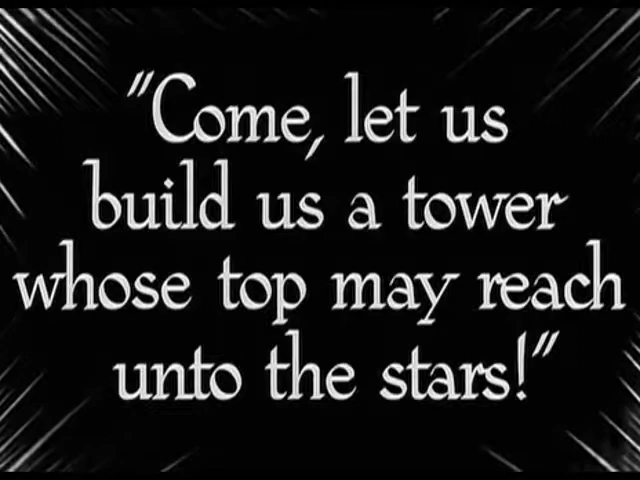 "Come, let us
build us a tower
whose top may reach
unto the stars!"